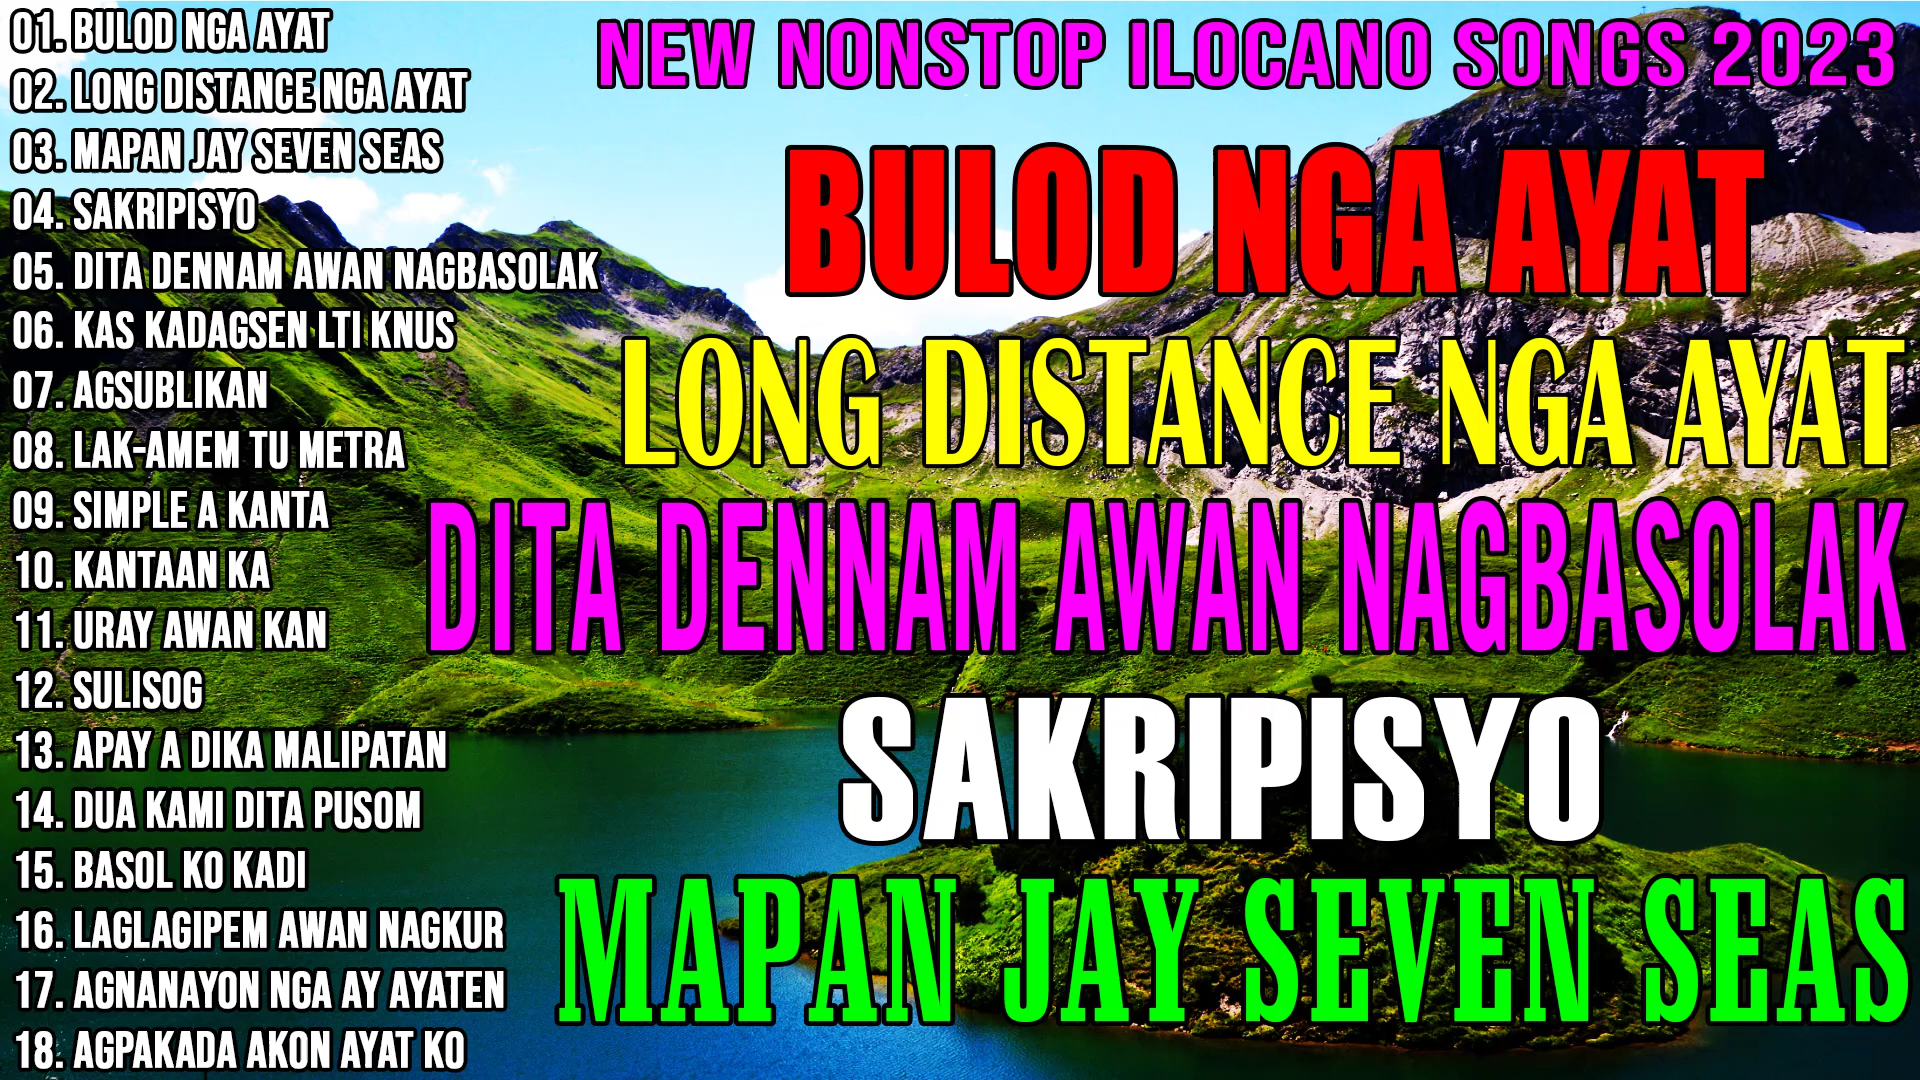 01. BULOD NGA AYAT
02. LONG DISTANCE NGA AYAT
03. MAPAN JAY SEVEN SEAS
04. SAKRIPISYO
05. DITA DENNAM AWAN NAGBASOLAK
06. KAS KADAGSEN LTI KNUS
07. AGSUBLIKAN
08. LAK-AMEM TU METRA
09. SIMPLE A KANTA
10. KANTAAN KA
11. URAY AWAN KAN
12. SULISOG
13. APAY A DIKA MALIPATAN
14. DUA KAMI DITA PUSOM
15. BASOL KO KADI
16. LAGLAGIPEM AWAN NAGKUR
17. AGNANAYON NGA AY AYATEN
18. AGPAKADA AKON AYAT KO
NEW NONSTOP ILOCANO SONGS 2023
BULOD NGA AYAT
LONG DISTANCE NGA AYAT
DITA DENNAM AWAN NAGBASOLAK
SAKRIPISYO
MAPAN JAY SEVEN SEAS